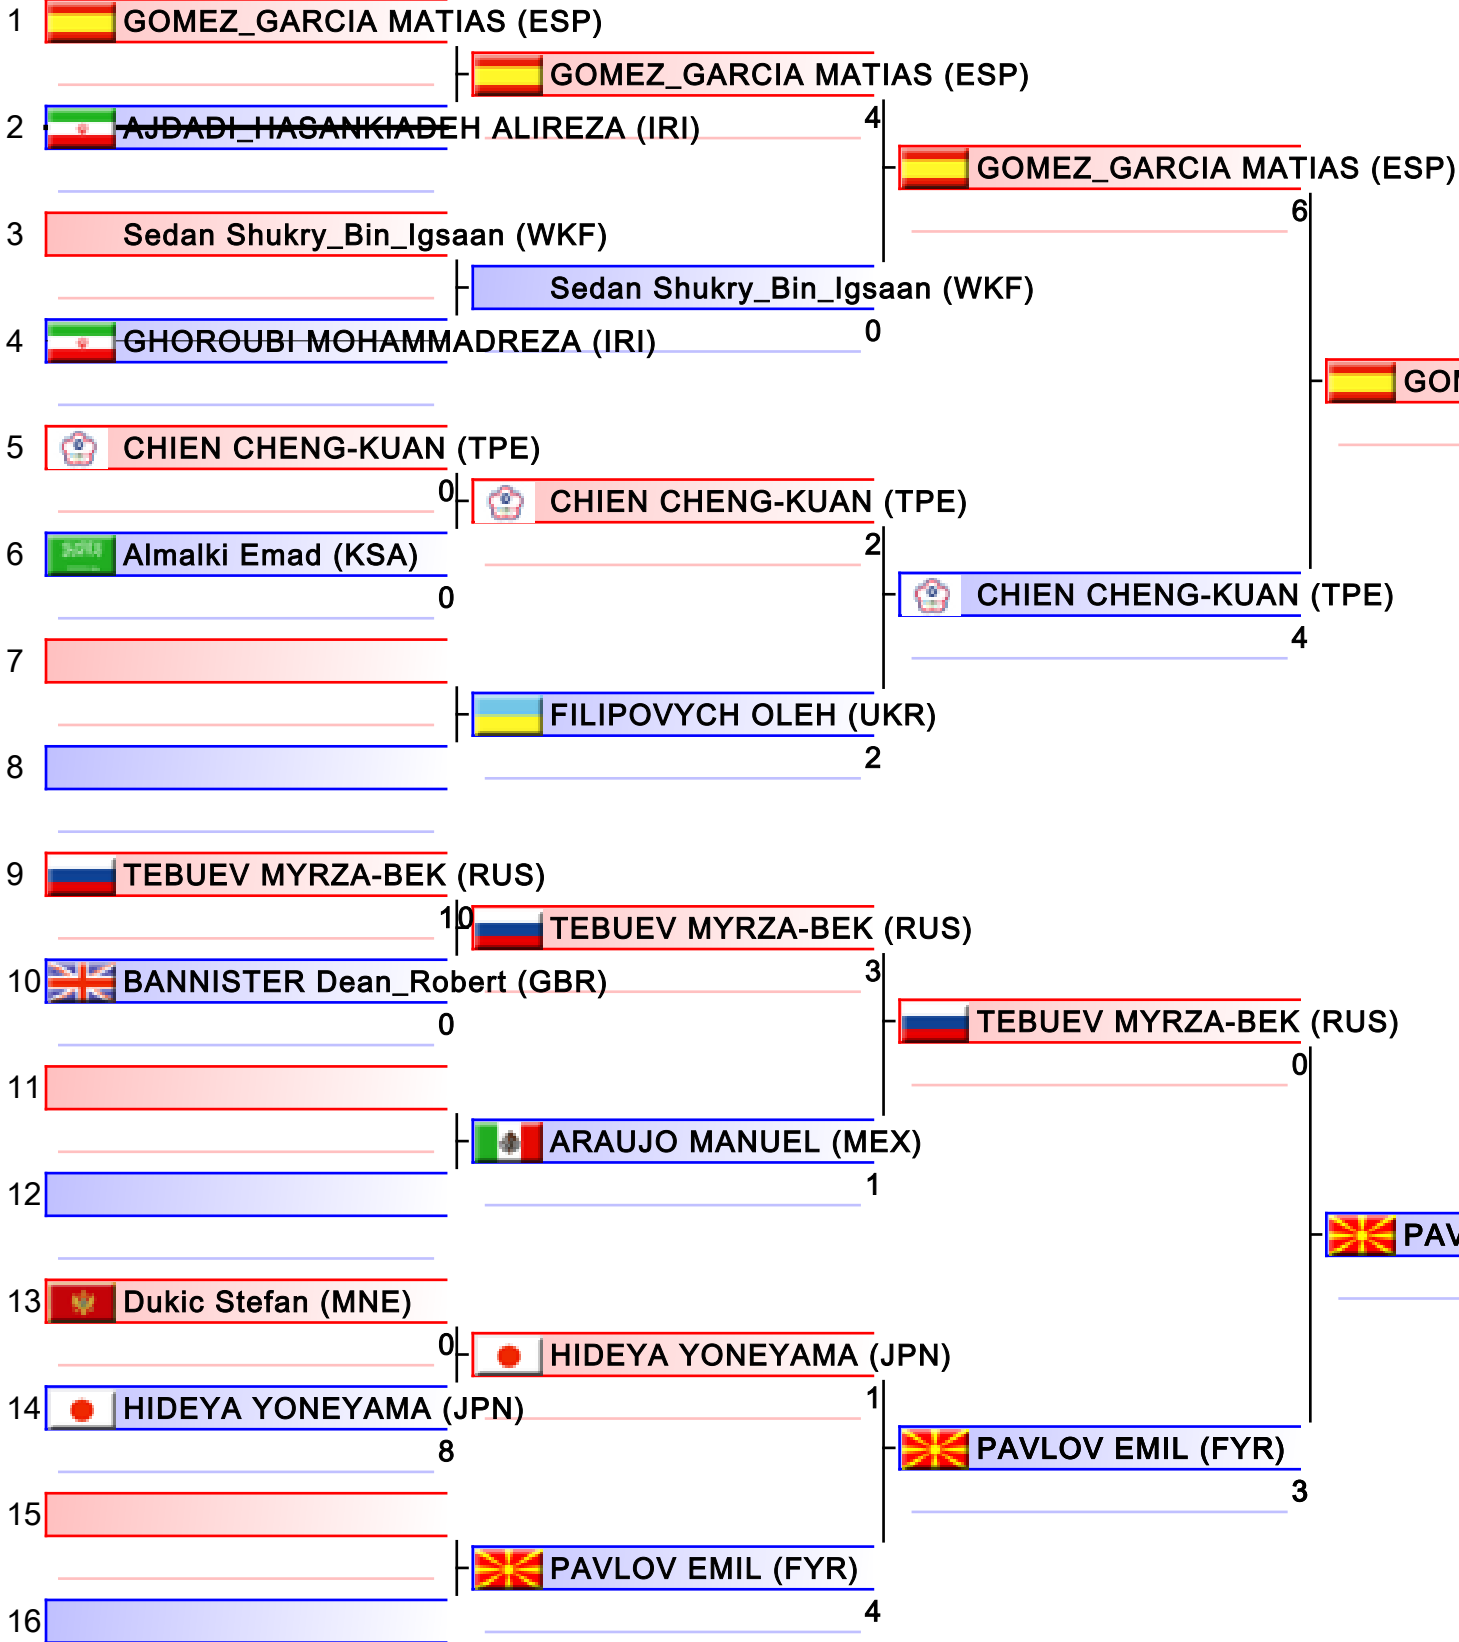 1 GOMEZ_GARCIA MATIAS (ESP)
GOMEZ_GARCIA MATIAS (ESP)
4
2 AJDADI_HASANKIADEH ALIREZA (IRI)
GOMEZ_GARCIA MATIAS (ESP)
6
3 Sedan Shukry_Bin_Igsaan (WKF)
Sedan Shukry_Bin_Igsaan (WKF)
0
4 GHOROUBI MOHAMMADREZA (IRI)
5 CHIEN CHENG-KUAN (TPE)
0
CHIEN CHENG-KUAN (TPE)
2
6 Almalki Emad (KSA)
0
CHIEN CHENG-KUAN (TPE)
4
7
FILIPOVYCH OLEH (UKR)
2
8
9 TEBUEV MYRZA-BEK (RUS)
10
TEBUEV MYRZA-BEK (RUS)
3
10 BANNISTER Dean_Robert (GBR)
0
TEBUEV MYRZA-BEK (RUS)
0
11
ARAUJO MANUEL (MEX)
1
12
PAV
13 Dukic Stefan (MNE)
0
HIDEYA YONEYAMA (JPN)
1
14 HIDEYA YONEYAMA (JPN)
8
PAVLOV EMIL (FYR)
3
15
PAVLOV EMIL (FYR)
4
16